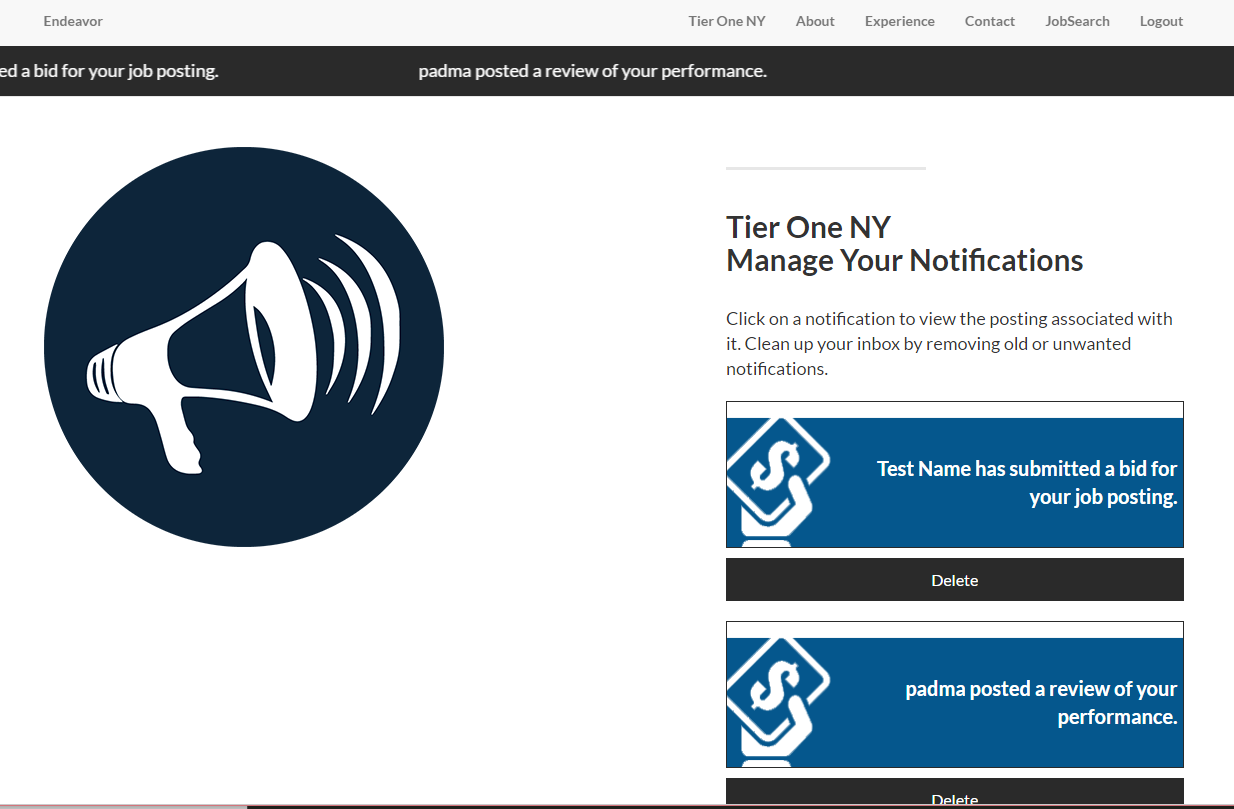 Endeavor
Tier One NY About Experience Contact JobSearch Logout
ed a bid for your job posting. padma posted a review of your performance.
Tier One NY
Manage Your Notifications
Click on a notification to view the posting associated with
it. Clean up your inbox by removing old or unwanted
notifications.
$
Test Name has submitted a bid for
your job posting.
Delete
$
padma posted a review of your
performance.
Delete